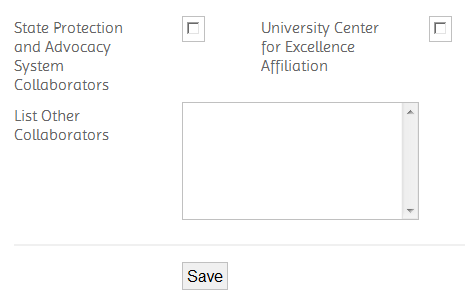 State Protection
and Advocacy
System
Collaborators
University Center
for Excellence
Affiliation
List Other
Collaborators
Save